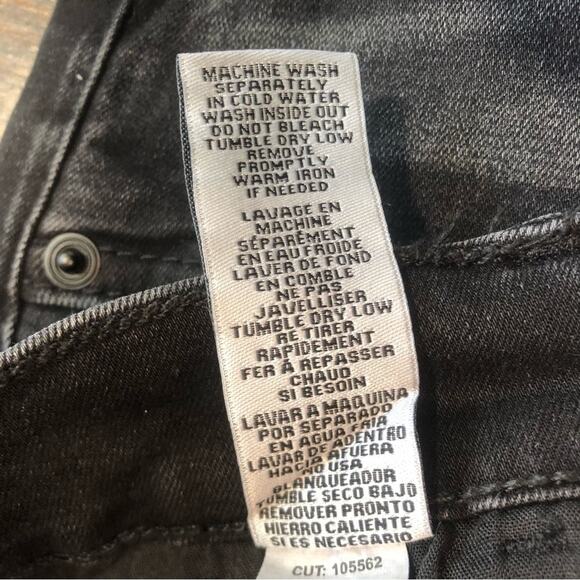 MACHINE WASH
SEPARATELY
IN COLD WATER
WASH INSIDE OUT
DO NOT BLEACH
TUMBLE DRY LOW
REMOVE
PROMPTLY
WARM IRON
IF NEEDED
LAVAGE EN
MACHINE
SÉPARÉMENT
EN EAU FROIDE
LAVER DE FOND
EN COMBLE
NE PAS
JAVELLISER
TUMBLE DRY LOW
RE TIRER
RAPIDEMENT
FER À REPASSER
CHAUD
SI BESOIN
LAVAR A MAQUINA
POR SEPARADO
EN AGUA FRIA
LAVAR DE ADENTRO
HACIA AFUERA
NO USA
BLANQUEADOR
TUMBLE SECO BAJO
REMOVER PRONTO
HIERRO CALIENTE
SI ES NECESARIO
CUT: 105562